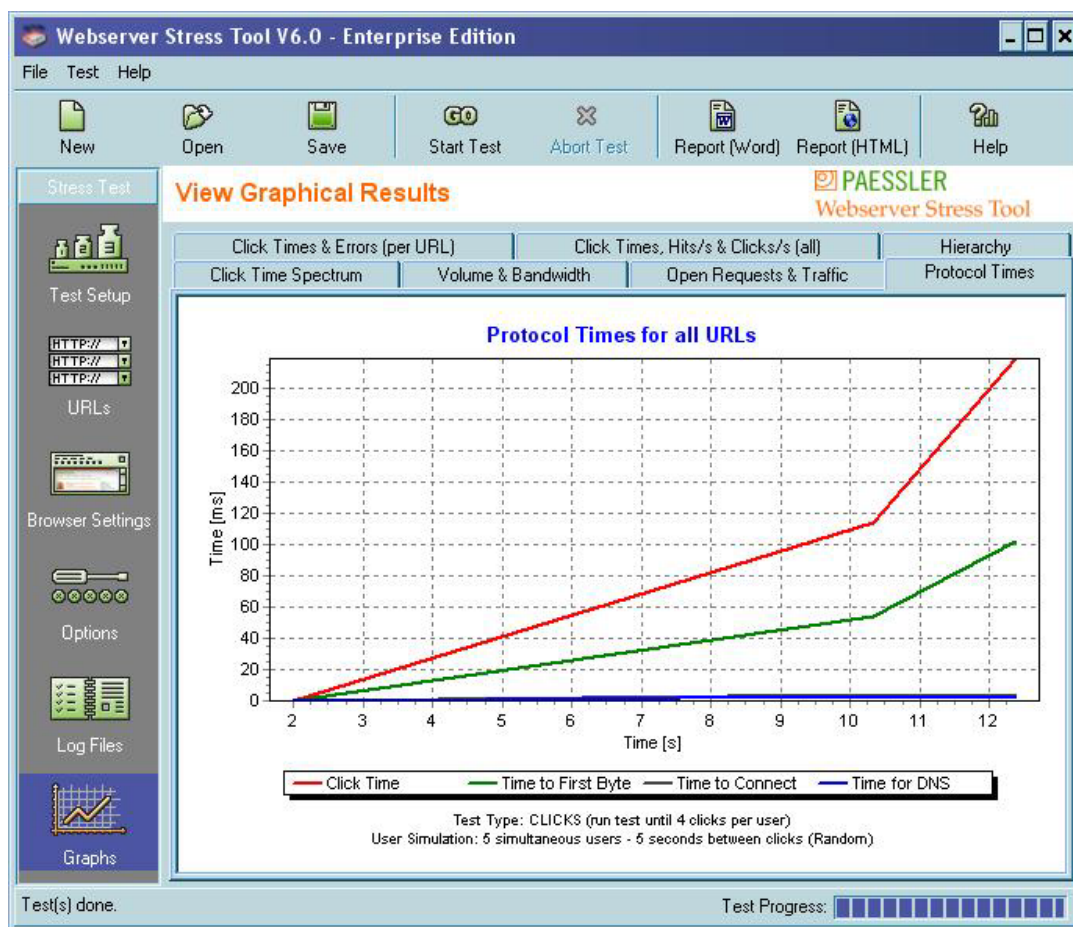 Webserver Stress Tool V6.0 - Enterprise Edition
File Test Help
New Open Save Start Test Abort Test Report (Word) Report (HTML) Help
GO
Stress Test
View Graphical Results
PAESSLER
Webserver Stress Tool
Click Times & Errors (per URL) Click Times, Hits/s & Clicks/s (all) Hierarchy
Click Time Spectrum Volume & Bandwidth Open Requests & Traffic Protocol Times
Test Setup
HTTP://
HTTP://
HTTP://
URLs
Browser Settings
Options
Log Files
Graphs
Protocol Times for all URLs
Time [ms]
200
180
160
140
120
100
80
60
40
20
0
2 3 4 5 6 7 8 9 10 11 12
Time [s]
Click Time Time to First Byte Time to Connect Time for DNS
Test Type: CLICKS (run test until 4 clicks per user)
User Simulation: 5 simultaneous users - 5 seconds between clicks (Random)
Test(s) done.
Test Progress: